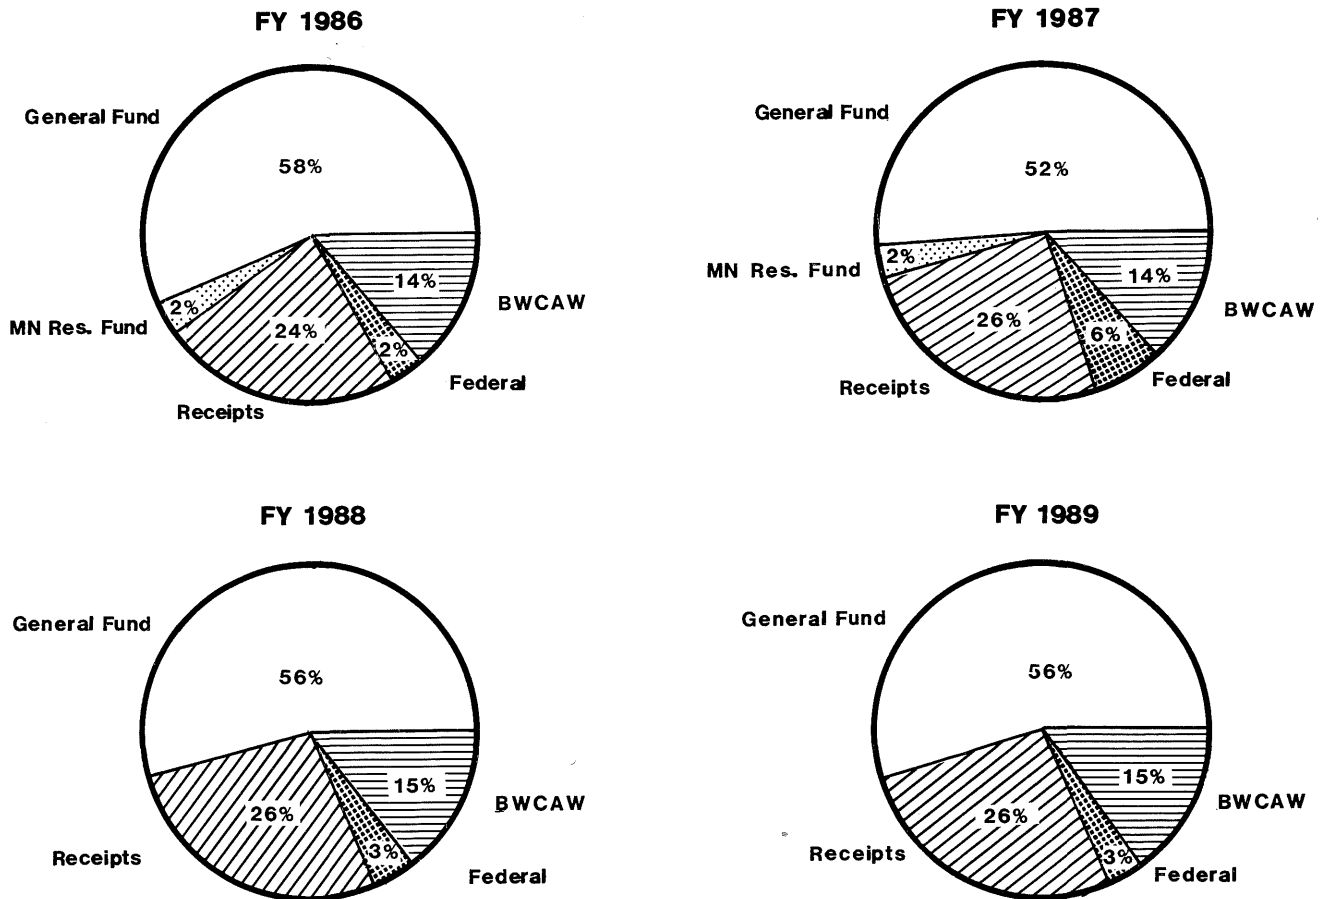 FY 1986
General Fund
58%
14%
BWCAW
2%
MN Res. Fund
24%
2%
Federal
Receipts
FY 1987
General Fund
52%
2%
MN Res. Fund
14%
BWCAW
26%
6%
Federal
Receipts
FY 1988
General Fund
56%
15%
BWCAW
26%
3%
Receipts
Federal
FY 1989
General Fund
56%
15%
BWCAW
26%
3%
Receipts
Federal